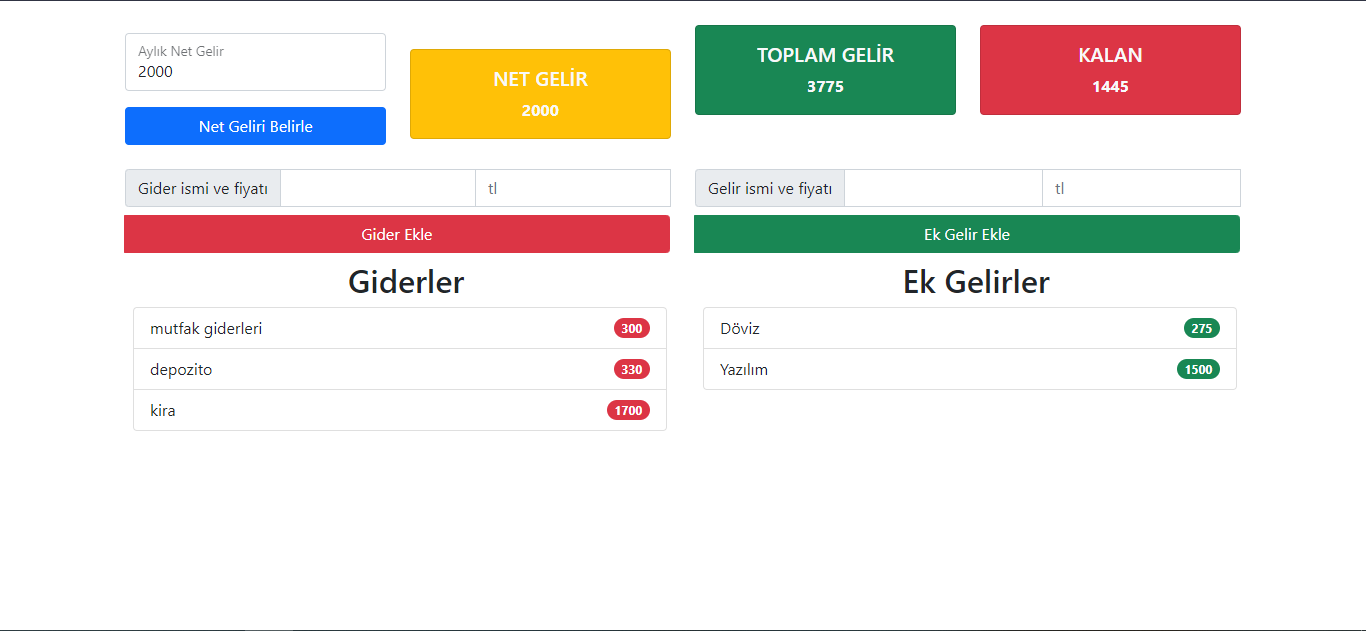 Aylık Net Gelir
2000
Net Geliri Belirle
NET GELİR
2000
TOPLAM GELİR
3775
KALAN
1445
Gider ismi ve fiyatı
tl
Gider Ekle
Gelir ismi ve fiyatı
tl
Ek Gelir Ekle
Giderler
mutfak giderleri 300
depozito 330
kira 1700
Ek Gelirler
Döviz 275
Yazılım 1500